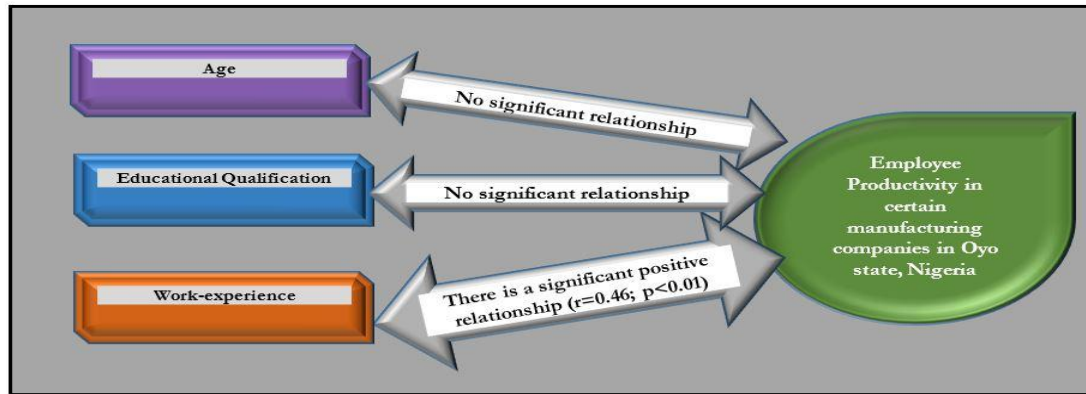 Age
No significant relationship
Educational Qualification
No significant relationship
Work-experience
There is a significant positive
relationship (r=0.46; p<0.01)
Employee
Productivity in
certain
manufacturing
companies in Oyo
state, Nigeria